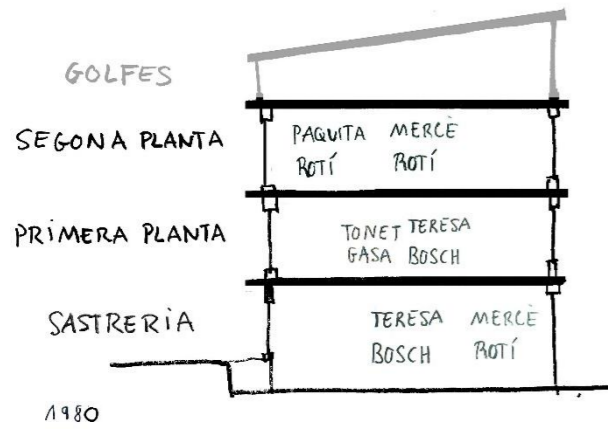 GOLFES
SEGONA PLANTA
PAQUITA MERCÈ
ROTÍ ROTÍ
PRIMERA PLANTA
TONET TERESA
GASA BOSCH
SASTRERIA
TERESA MERCÈ
BOSCH ROTÍ
1980